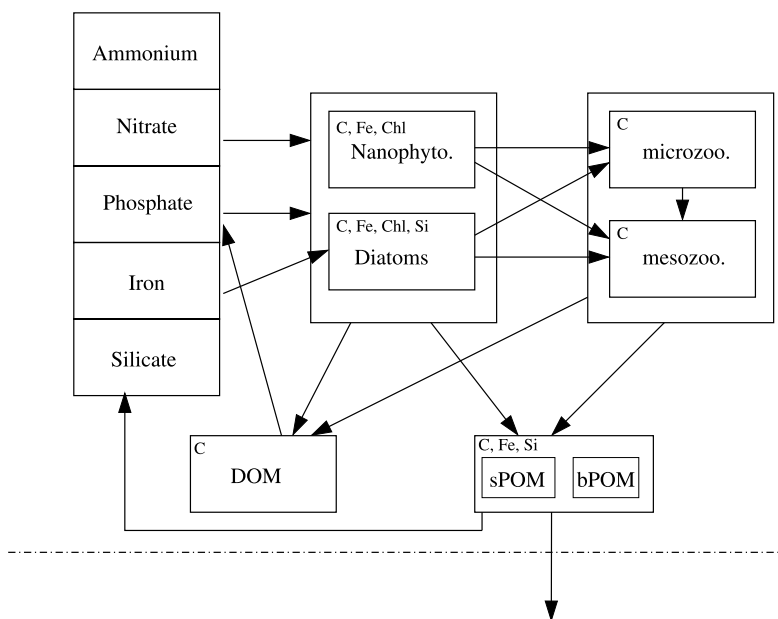 Ammonium
Nitrate
Phosphate
Iron
Silicate
C, Fe, Chl
Nanophyto.
C, Fe, Chl, Si
Diatoms
C
microzoo.
C
mesozoo.
C
DOM
C, Fe, Si
sPOM
bPOM